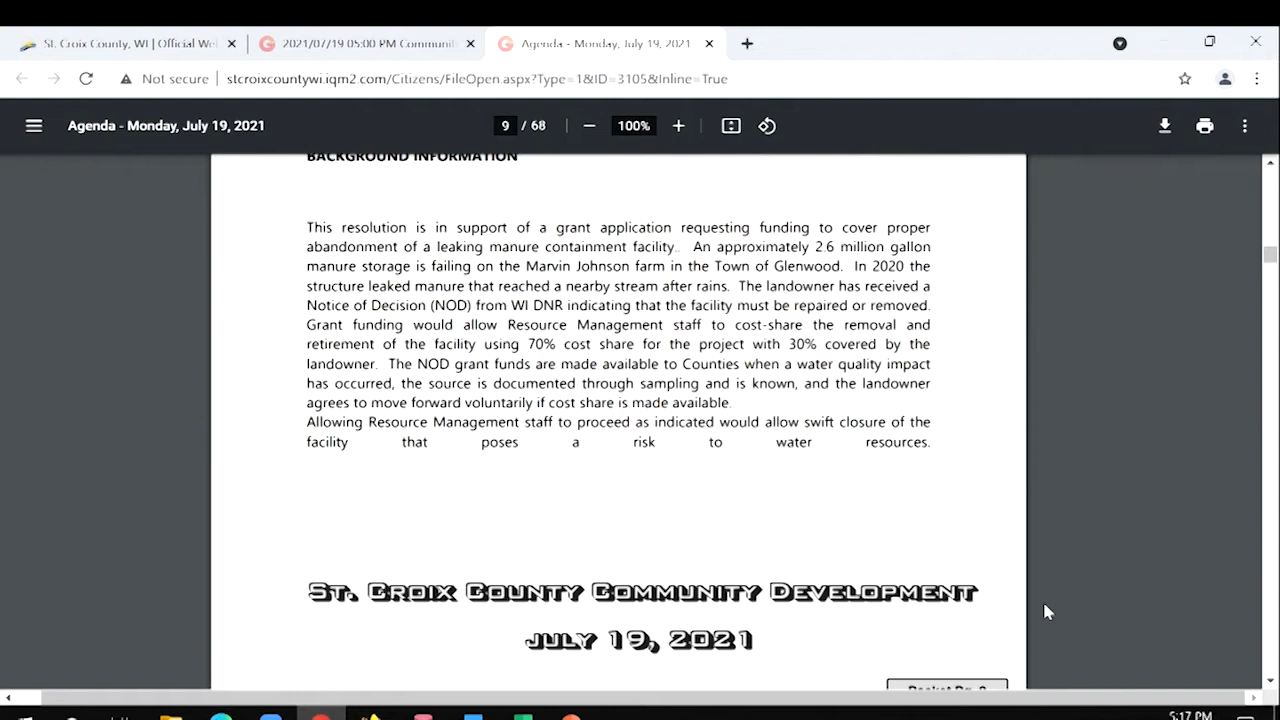 St. Croix County, WI | Official We
2021/07/19 05:00 PM Communit
Agenda - Monday, July 19, 2021
Not secure
stcroixcountywi.iqm2.com/Citizens/FileOpen.aspx?Type=1&ID=3105&Inline=True
Agenda - Monday, July 19, 2021
9 / 68
100%
BACKGROUND INFORMATION
This resolution is in support of a grant application requesting funding to cover proper
abandonment of a leaking manure containment facility.. An approximately 2.6 million gallon
manure storage is failing on the Marvin Johnson farm in the Town of Glenwood. In 2020 the
structure leaked manure that reached a nearby stream after rains. The landowner has received a
Notice of Decision (NOD) from WI DNR indicating that the facility must be repaired or removed.
Grant funding would allow Resource Management staff to cost-share the removal and
retirement of the facility using 70% cost share for the project with 30% covered by the
landowner. The NOD grant funds are made available to Counties when a water quality impact
has occurred, the source is documented through sampling and is known, and the landowner
agrees to move forward voluntarily if cost share is made available.
Allowing Resource Management staff to proceed as indicated would allow swift closure of the
facility that poses a risk to water resources.
St. Croix County Community Development
July 19, 2021
5:17 PM